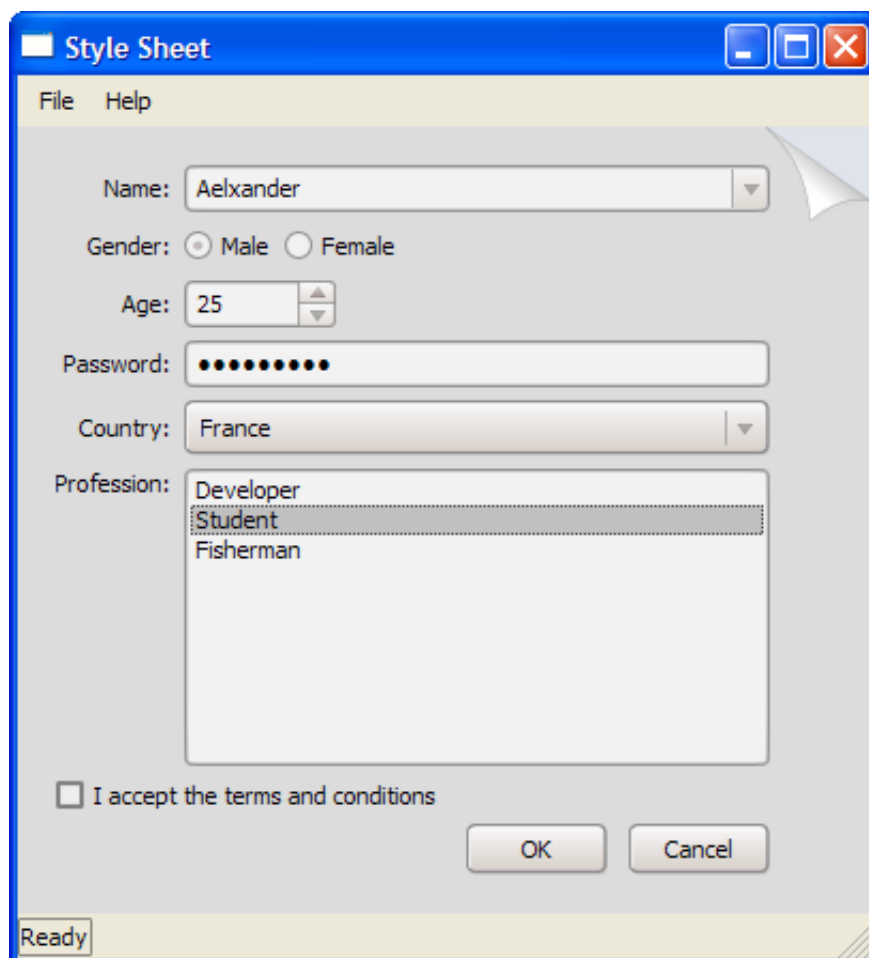 Style Sheet
File Help
Name: Aelxander
Gender: Male Female
Age: 25
Password: •••••••••
Country: France
Profession: Developer
Student
Fisherman
I accept the terms and conditions
OK Cancel
Ready